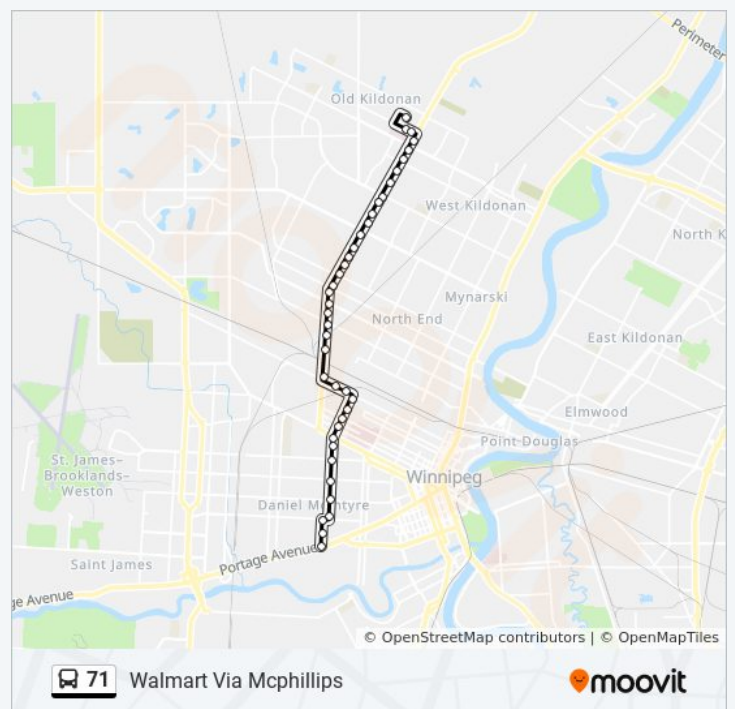 Perimeter
Old Kildonan
West Kildonan
North K
Mynarski
North End
East Kildonan
Elmwood
Point Douglas
St. James–
Brooklands–
Weston
Winnipeg
Daniel McIntyre
Portage Avenue
Saint James
ge Avenue
© OpenStreetMap contributors | © OpenMapTiles
71 Walmart Via Mcphillips
moovit